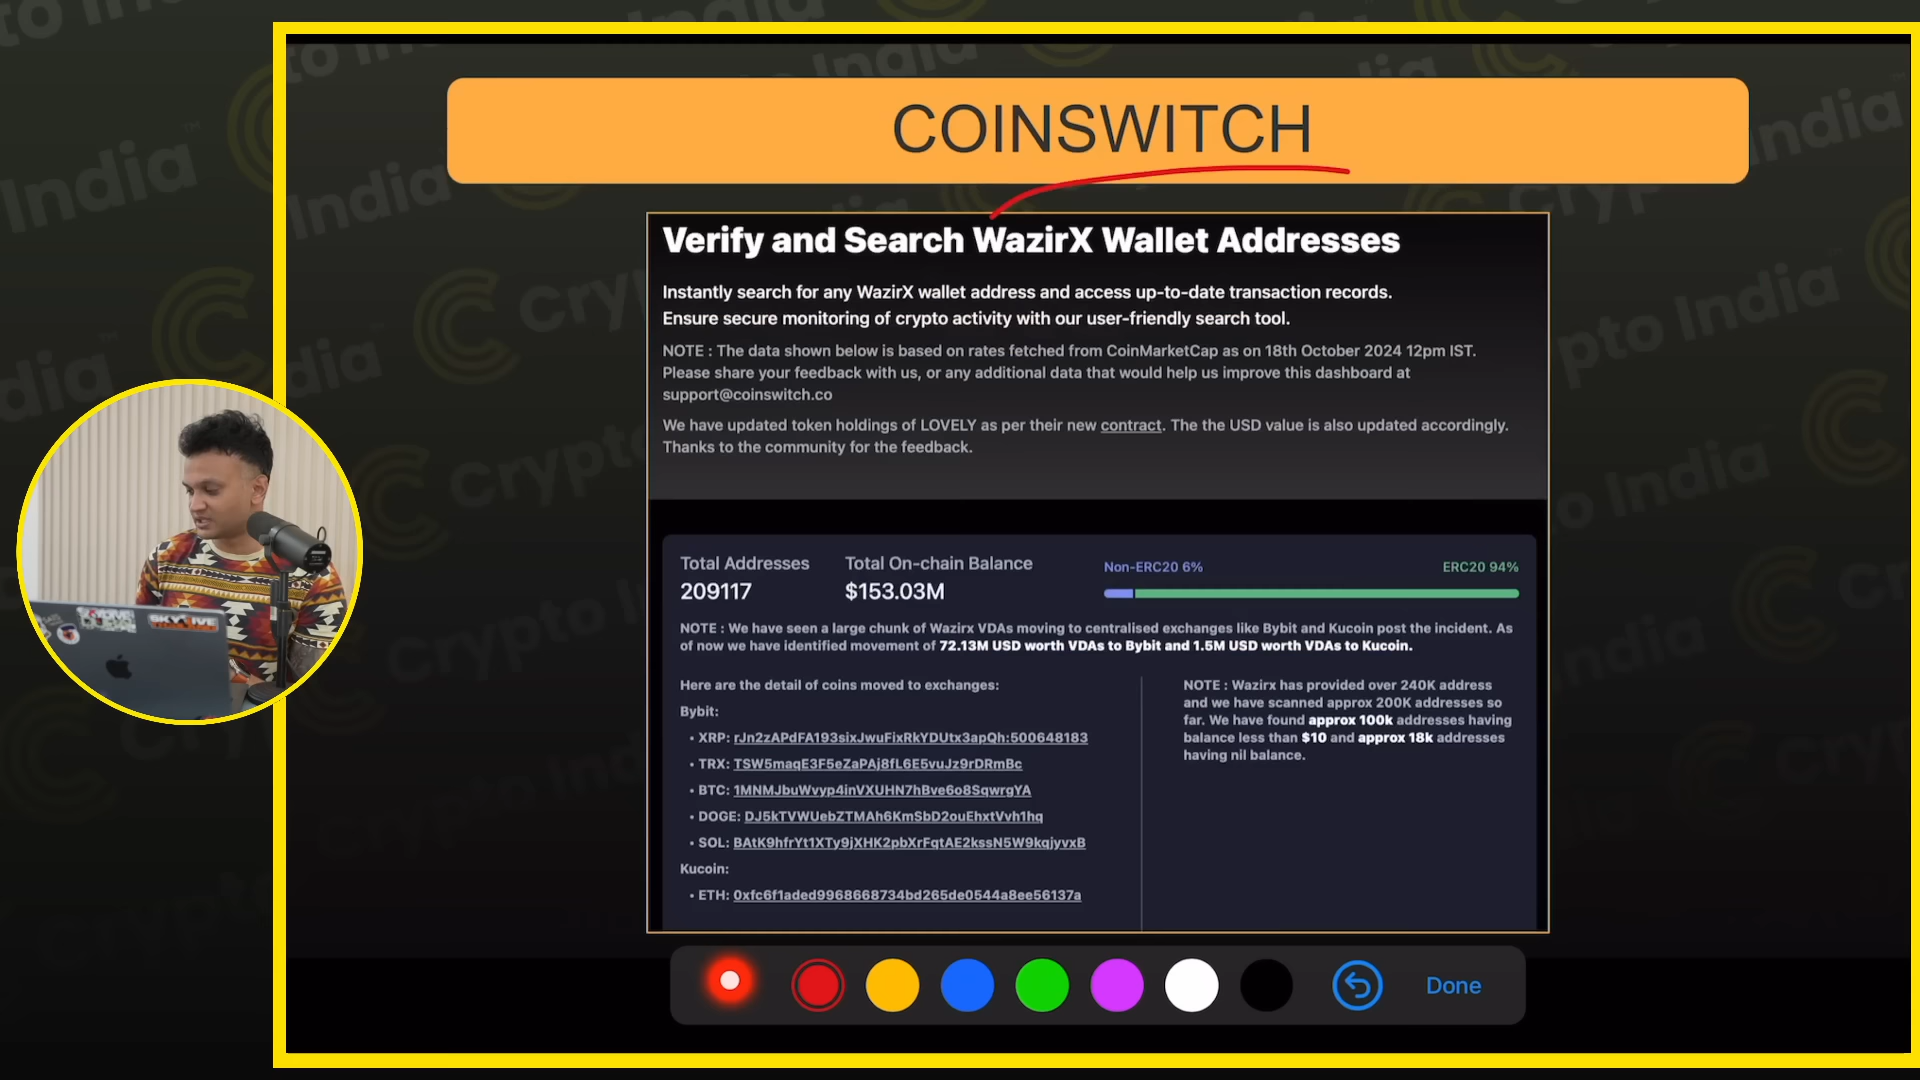 COINSWITCH
Verify and Search WazirX Wallet Addresses
Instantly search for any WazirX wallet address and access up-to-date transaction records.
Ensure secure monitoring of crypto activity with our user-friendly search tool.
NOTE : The data shown below is based on rates fetched from CoinMarketCap as on 18th October 2024 12pm IST.
Please share your feedback with us, or any additional data that would help us improve this dashboard at
support@coinswitch.co
We have updated token holdings of LOVELY as per their new contract. The the USD value is also updated accordingly.
Thanks to the community for the feedback.
Total Addresses
209117
Total On-chain Balance
$153.03M
Non-ERC20 6%
ERC20 94%
NOTE : We have seen a large chunk of Wazirx VDAs moving to centralised exchanges like Bybit and Kucoin post the incident. As
of now we have identified movement of 72.13M USD worth VDAs to Bybit and 1.5M USD worth VDAs to Kucoin.
Here are the detail of coins moved to exchanges:
Bybit:
• XRP: rJn2zAPdFA193sixJwuFixRkYDUtx3apQh:500648183
• TRX: TSW5maqE3F5eZaPAj8fL6E5vuJz9rDRmBc
• BTC: 1MNMJbuWvyp4inVXUHN7hBve6o8SqwrgYA
• DOGE: DJ5kTVWUebZTMAh6KmSbD2ouEhxtVvh1hq
• SOL: BAtK9hfrYt1XTy9jXHK2pbXrFqtAE2kssN5W9kqjyvxB
Kucoin:
• ETH: 0xfc6f1aded9968668734bd265de0544a8ee56137a
NOTE : Wazirx has provided over 240K address
and we have scanned approx 200K addresses so
far. We have found approx 100k addresses having
balance less than $10 and approx 18k addresses
having nil balance.
Done